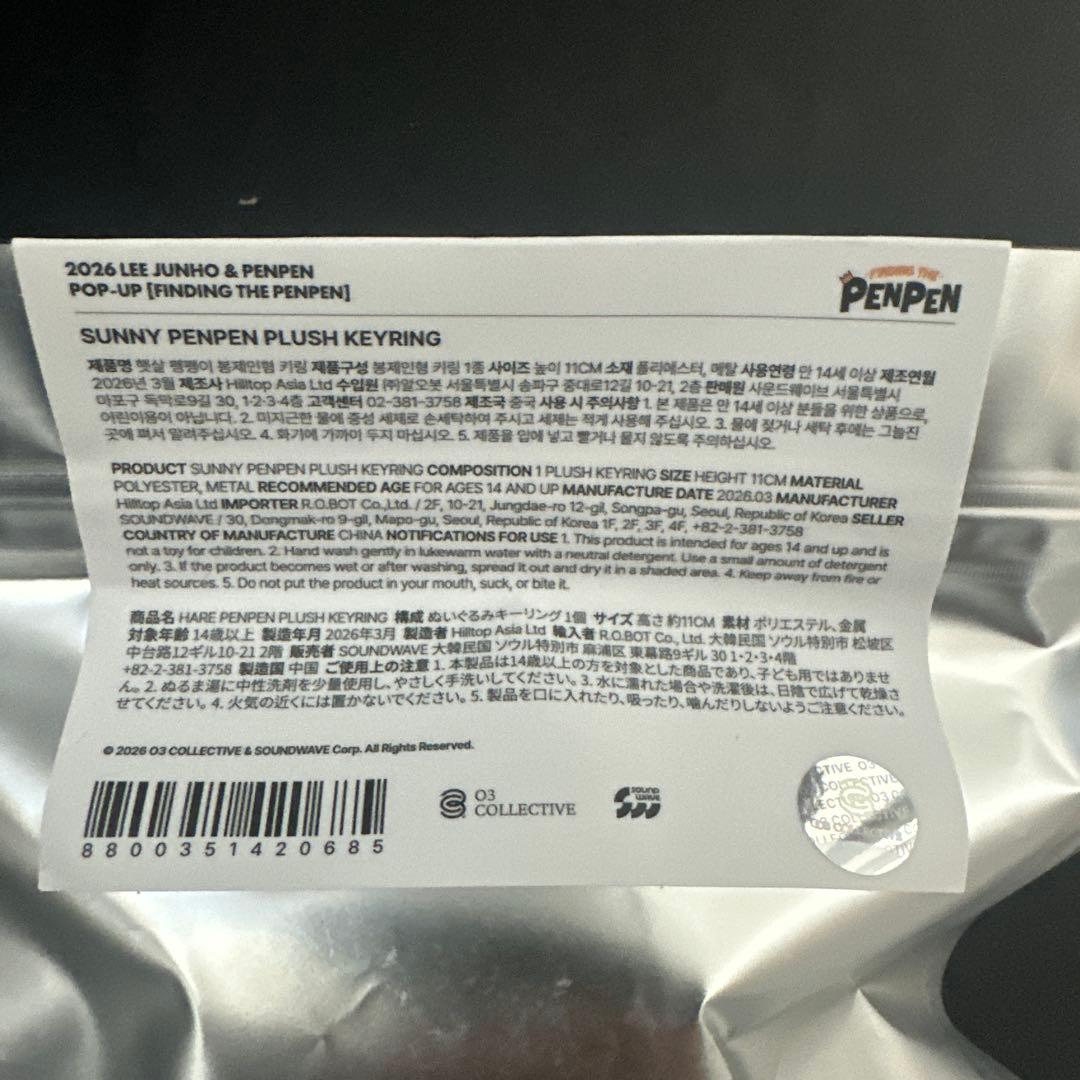 2026 LEE JUNHO & PENPEN
POP-UP [FINDING THE PENPEN]
FINDING THE
PENPEN
SUNNY PENPEN PLUSH KEYRING
제품명 햇살 펜펜이 봉제인형 키링 제품구성 봉제인형 키링 1종 사이즈 높이 11CM 소재 폴리에스터, 메탈 사용연령 만 14세 이상 제조연월
2026년 3월 제조사 Hilltop Asia Ltd 수입원 ㈜알오봇 서울특별시 송파구 중대로12길 10-21, 2층 판매원 사운드웨이브 서울특별시
마포구 독막로9길 30, 1·2·3·4층 고객센터 02-381-3758 제조국 중국 사용 시 주의사항 1. 본 제품은 만 14세 이상 분들을 위한 상품으로,
어린이용이 아닙니다. 2. 미지근한 물에 중성 세제로 손세탁하여 주시고 세제는 적게 사용해 주십시오. 3. 물에 젖거나 세탁 후에는 그늘진
곳에 펴서 말려주십시오. 4. 화기에 가까이 두지 마십시오. 5. 제품을 입에 넣고 빨거나 물지 않도록 주의하십시오.
PRODUCT SUNNY PENPEN PLUSH KEYRING COMPOSITION 1 PLUSH KEYRING SIZE HEIGHT 11CM MATERIAL
POLYESTER, METAL RECOMMENDED AGE FOR AGES 14 AND UP MANUFACTURE DATE 2026.03 MANUFACTURER
Hilltop Asia Ltd IMPORTER R.O.BOT Co.,Ltd. / 2F, 10-21, Jungdae-ro 12-gil, Songpa-gu, Seoul, Republic of Korea SELLER
SOUNDWAVE / 30, Dongmak-ro 9-gil, Mapo-gu, Seoul, Republic of Korea 1F, 2F, 3F, 4F, +82-2-381-3758
COUNTRY OF MANUFACTURE CHINA NOTIFICATIONS FOR USE 1. This product is intended for ages 14 and up and is
not a toy for children. 2. Hand wash gently in lukewarm water with a neutral detergent. Use a small amount of detergent
only. 3. If the product becomes wet or after washing, spread it out and dry it in a shaded area. 4. Keep away from fire or
heat sources. 5. Do not put the product in your mouth, suck, or bite it.
商品名 HARE PENPEN PLUSH KEYRING 構成 ぬいぐるみキーリング 1個 サイズ 高さ 約11CM 素材 ポリエステル、金属
対象年齢 14歳以上 製造年月 2026年3月 製造者 Hilltop Asia Ltd 輸入者 R.O.BOT Co., Ltd. 大韓民国 ソウル特別市 松坡区
中台路12ギル10-21 2階 販売者 SOUNDWAVE 大韓民国 ソウル特別市 麻浦区 東幕路9ギル 30 1・2・3・4階
+82-2-381-3758 製造国 中国 ご使用上の注意 1. 本製品は14歳以上の方を対象とした商品であり、子ども用ではありませ
ん。2. ぬるま湯に中性洗剤を少量使用し、やさしく手洗いしてください。3. 水に濡れた場合や洗濯後は、日陰で広げて乾燥さ
せてください。4. 火気の近くには置かないでください。5. 製品を口に入れたり、吸ったり、噛んだりしないようご注意ください。
© 2026 O3 COLLECTIVE & SOUNDWAVE Corp. All Rights Reserved.
8800351420685
O3
COLLECTIVE
SOUND
WAVE